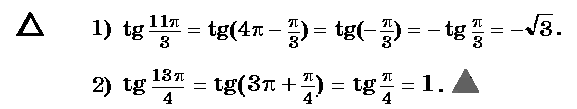 △ 1) tg 11π/3 = tg(4π − π/3) = tg(−π/3) = − tg π/3 = −√3.
2) tg 13π/4 = tg(3π + π/4) = tg π/4 = 1. ▲